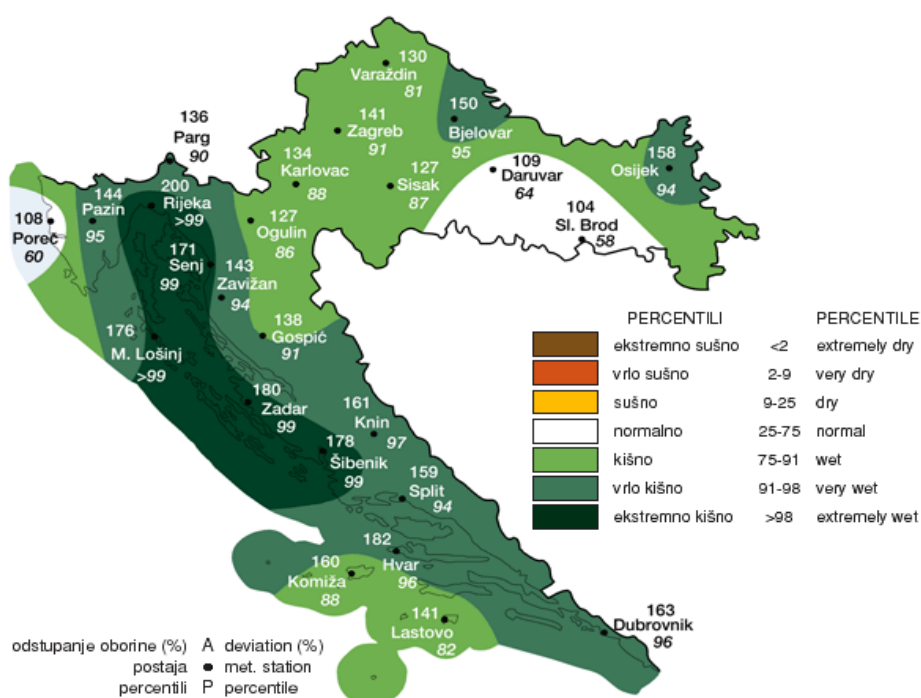 130
Varaždin
81
136
Parg
90
141
Zagreb
91
150
Bjelovar
95
134
Karlovac
88
127
Sisak
87
109
Daruvar
64
158
Osijek
94
104
Sl. Brod
58
108
Poreč
60
144
Pazin
95
200
Rijeka
>99
127
Ogulin
86
171
Senj
99
143
Zavižan
94
138
Gospić
91
176
M. Lošinj
>99
180
Zadar
99
161
Knin
97
178
Šibenik
99
159
Split
94
182
Hvar
96
160
Komiža
88
141
Lastovo
82
163
Dubrovnik
96
PERCENTILI PERCENTILE
ekstremno sušno <2 extremely dry
vrlo sušno 2-9 very dry
sušno 9-25 dry
normalno 25-75 normal
kišno 75-91 wet
vrlo kišno 91-98 very wet
ekstremno kišno >98 extremely wet
odstupanje oborine (%) A deviation (%)
postaja met. station
percentili P percentile